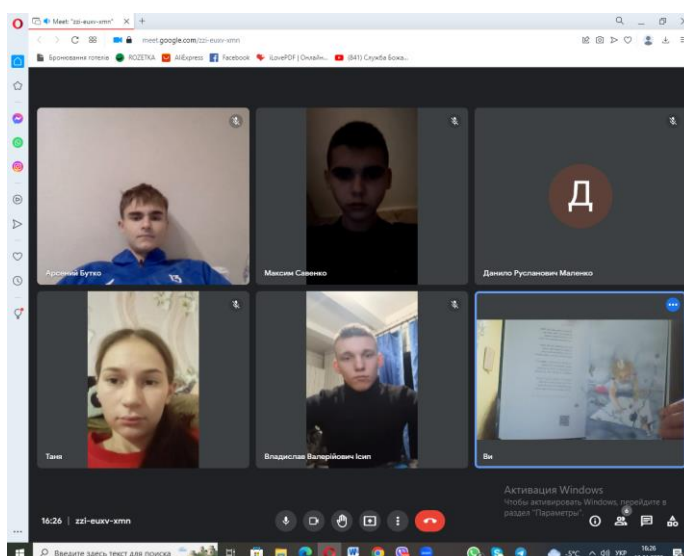 Meet: "zzi-euxv-xmn"
meet.google.com/zzi-euxv-xmn
Бронювання готелів ROZETKA AliExpress Facebook iLovePDF | Онлайн... (841) Служба Божа...
Д
Арсений Бутко
Максим Савенко
Данило Русланович Маленко
Таня
Владислав Валерійович Ісип
Ви
Активация Windows
Чтобы активировать Windows, перейдите в
раздел "Параметры".
16:26 | zzi-euxv-xmn
6
Введите здесь текст для поиска
-5°C
УКР
16:26